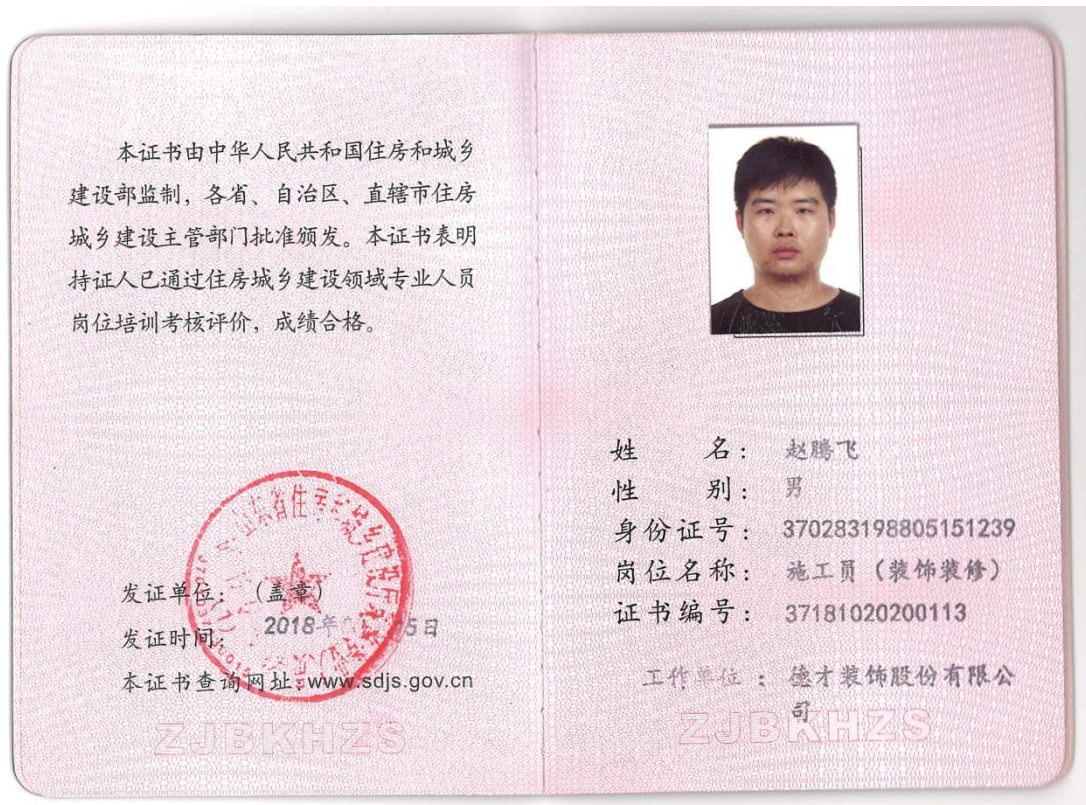 本证书由中华人民共和国住房和城乡
建设部监制，各省、自治区、直辖市住房
城乡建设主管部门批准颁发。本证书表明
持证人已通过住房城乡建设领域专业人员
岗位培训考核评价，成绩合格。
发证单位：（盖章）
发证时间：2018年 5日
本证书查询网址：www.sdjs.gov.cn
ZJBKHZS
姓 名：赵腾飞
性 别：男
身份证号：370283198805151239
岗位名称：施工员（装饰装修）
证书编号：37181020200113
工作单位：德才装饰股份有限公
司
ZJBKHZS